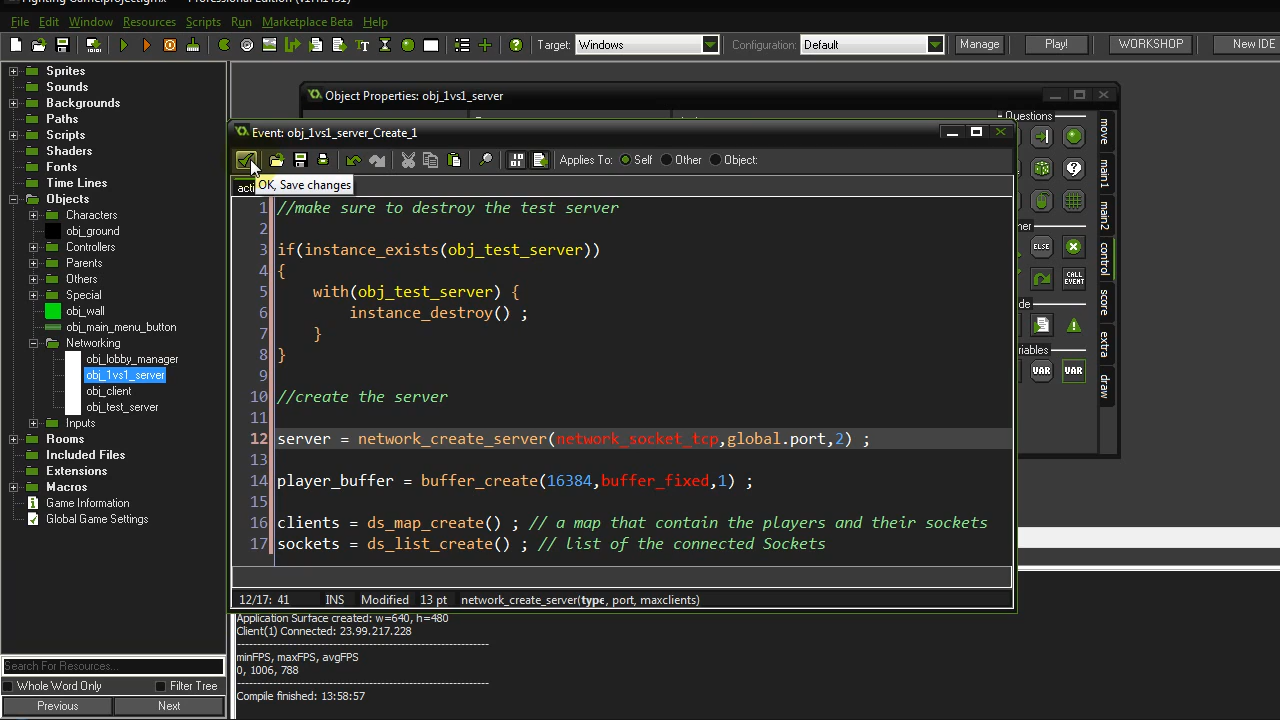 Fighting Game.project.gmx
File Edit Window Resources Scripts Run Marketplace Beta Help
Target: Windows Configuration: Default Manage Play! WORKSHOP New IDE
Sprites
Sounds
Backgrounds
Paths
Scripts
Shaders
Fonts
Time Lines
Objects
Characters
obj_ground
Controllers
Parents
Others
Special
obj_wall
obj_main_menu_button
Networking
obj_lobby_manager
obj_1vs1_server
obj_client
obj_test_server
Inputs
Rooms
Included Files
Extensions
Macros
Game Information
Global Game Settings
Search For Resources...
Whole Word Only Filter Tree
Previous Next
Object Properties: obj_1vs1_server
Questions
ELSE
CALL EVENT
VAR VAR
move
main1
main2
control
score
extra
draw
Event: obj_1vs1_server_Create_1
Applies To: Self Other Object:
OK, Save changes
1 //make sure to destroy the test server
2
3 if(instance_exists(obj_test_server))
4 {
5 with(obj_test_server) {
6 instance_destroy() ;
7 }
8 }
9
10 //create the server
11
12 server = network_create_server(network_socket_tcp,global.port,2) ;
13
14 player_buffer = buffer_create(16384,buffer_fixed,1) ;
15
16 clients = ds_map_create() ; // a map that contain the players and their sockets
17 sockets = ds_list_create() ; // list of the connected Sockets
12/17: 41 INS Modified 13 pt network_create_server(type, port, maxclients)
Application Surface created: w=640, h=480
Client(1) Connected: 23.99.217.228
minFPS, maxFPS, avgFPS
0, 1006, 788
Compile finished: 13:58:57